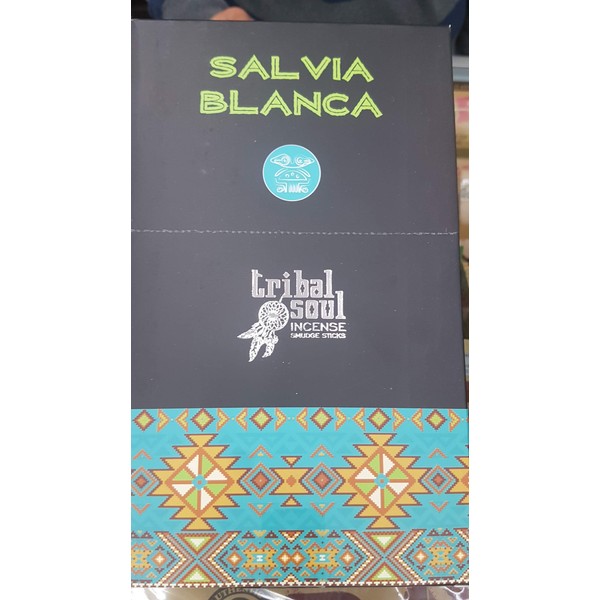 SALVIA
BLANCA
tribal
soul
INCENSE
SMUDGE STICKS